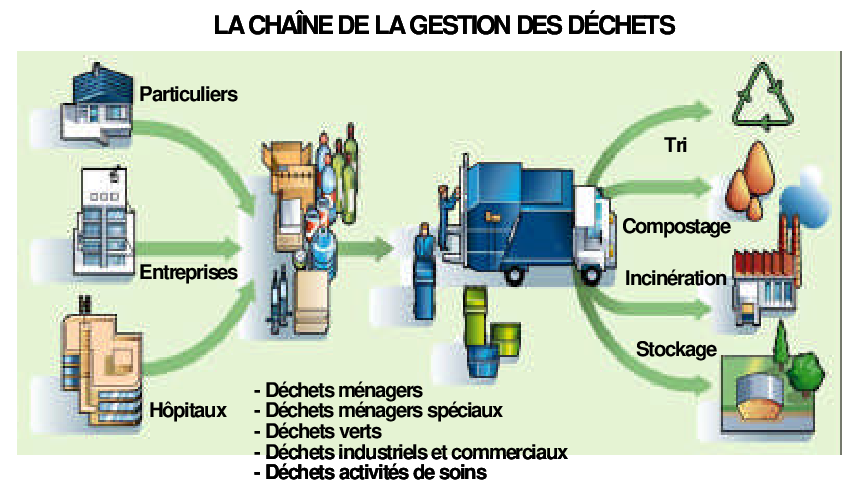 LA CHAÎNE DE LA GESTION DES DÉCHETS
Particuliers
Tri
Compostage
Entreprises
Incinération
Stockage
Hôpitaux
- Déchets ménagers
- Déchets ménagers spéciaux
- Déchets verts
- Déchets industriels et commerciaux
- Déchets activités de soins